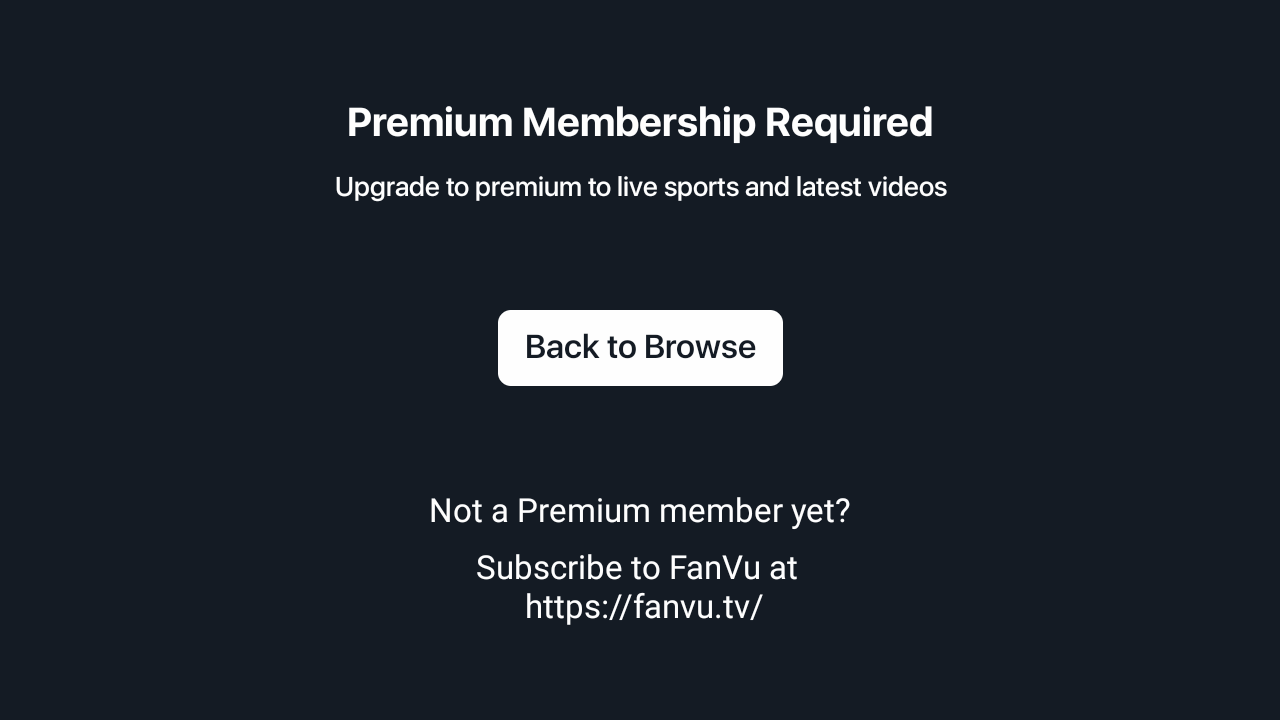 Premium Membership Required
Upgrade to premium to live sports and latest videos
Back to Browse
Not a Premium member yet?
Subscribe to FanVu at
https://fanvu.tv/